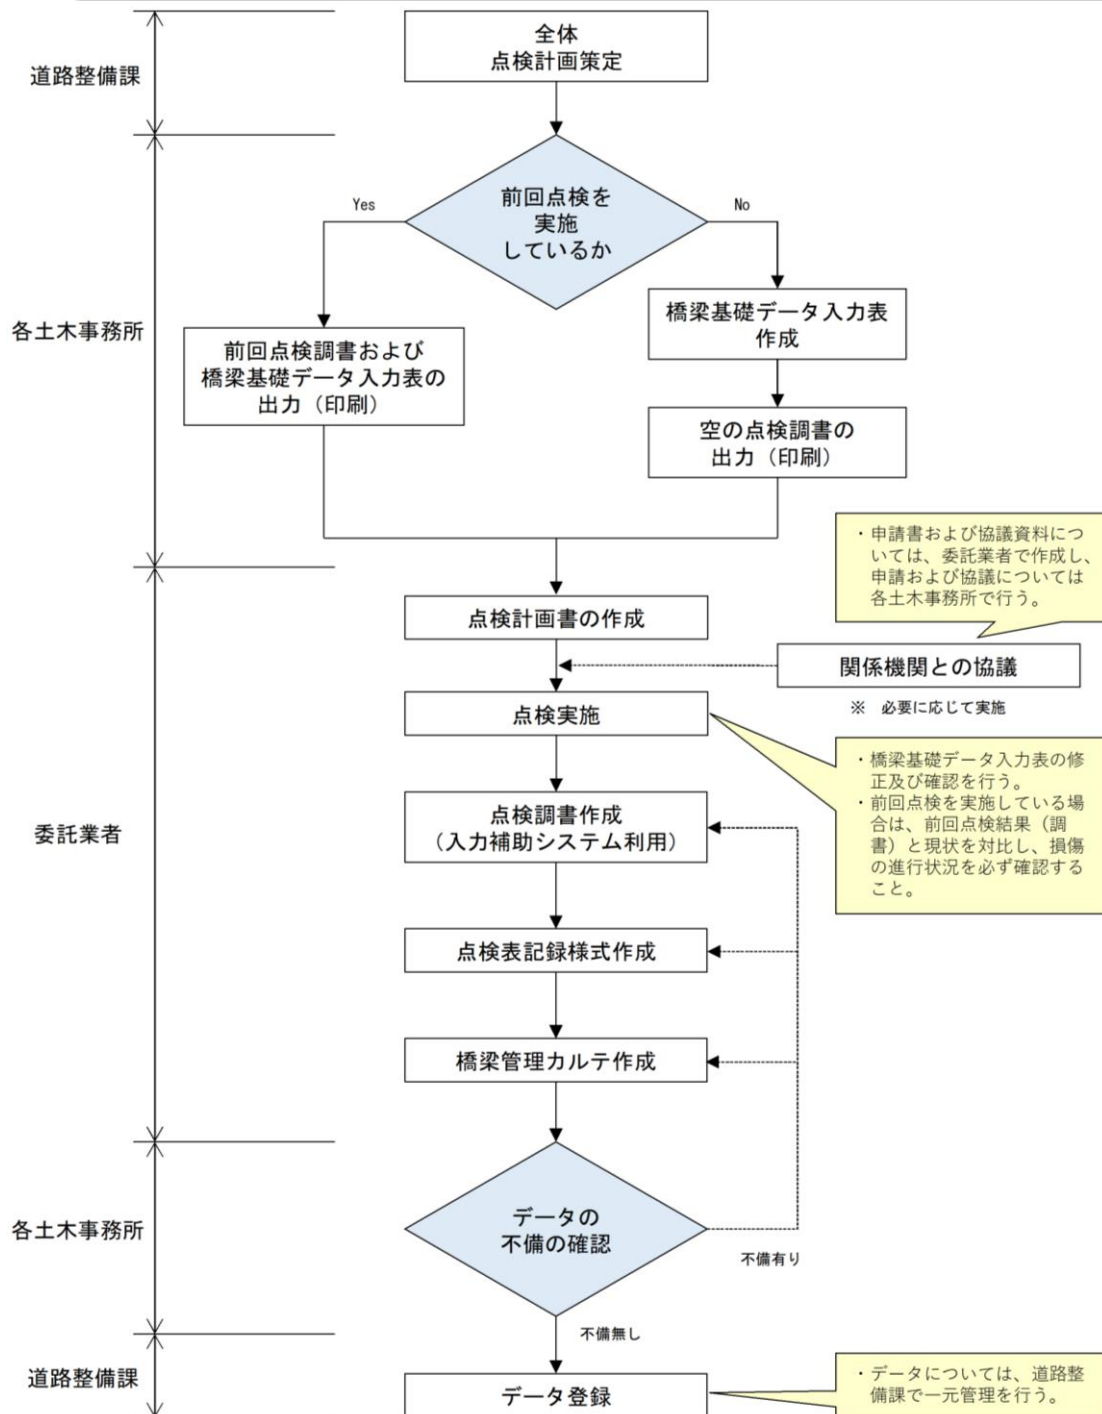 全体
点検計画策定
道路整備課
前回点検を
実施
しているか
Yes
No
各土木事務所
橋梁基礎データ入力表
作成
前回点検調書および
橋梁基礎データ入力表の
出力（印刷）
空の点検調書の
出力（印刷）
・申請書および協議資料につ
いては、委託業者で作成し、
申請および協議については
各土木事務所で行う。
点検計画書の作成
関係機関との協議
※　必要に応じて実施
点検実施
・橋梁基礎データ入力表の修
正及び確認を行う。
・前回点検を実施している場
合は、前回点検結果（調
書）と現状を対比し、損傷
の進行状況を必ず確認する
こと。
委託業者
点検調書作成
（入力補助システム利用）
点検表記録様式作成
橋梁管理カルテ作成
各土木事務所
データの
不備の確認
不備有り
不備無し
道路整備課
データ登録
・データについては、道路整
備課で一元管理を行う。